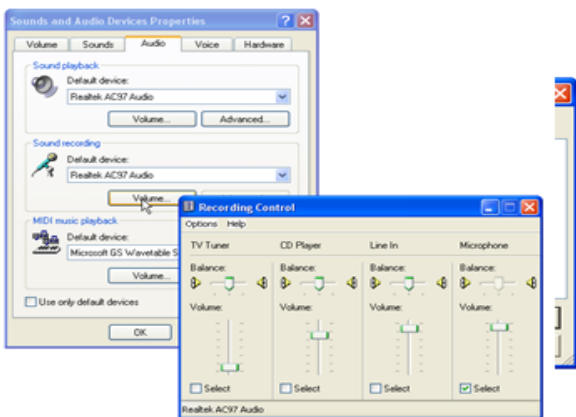 Sounds and Audio Devices Properties
Volume Sounds Audio Voice Hardware
Sound playback
Default device:
Realtek AC97 Audio
Volume... Advanced...
Sound recording
Default device:
Realtek AC97 Audio
Volume...
MIDI music playback
Default device:
Microsoft GS Wavetable S
Volume...
Use only default devices
OK
Recording Control
Options Help
TV Tuner CD Player Line In Microphone
Balance: Balance: Balance: Balance:
Volume: Volume: Volume: Volume:
Select Select Select Select
Realtek AC97 Audio